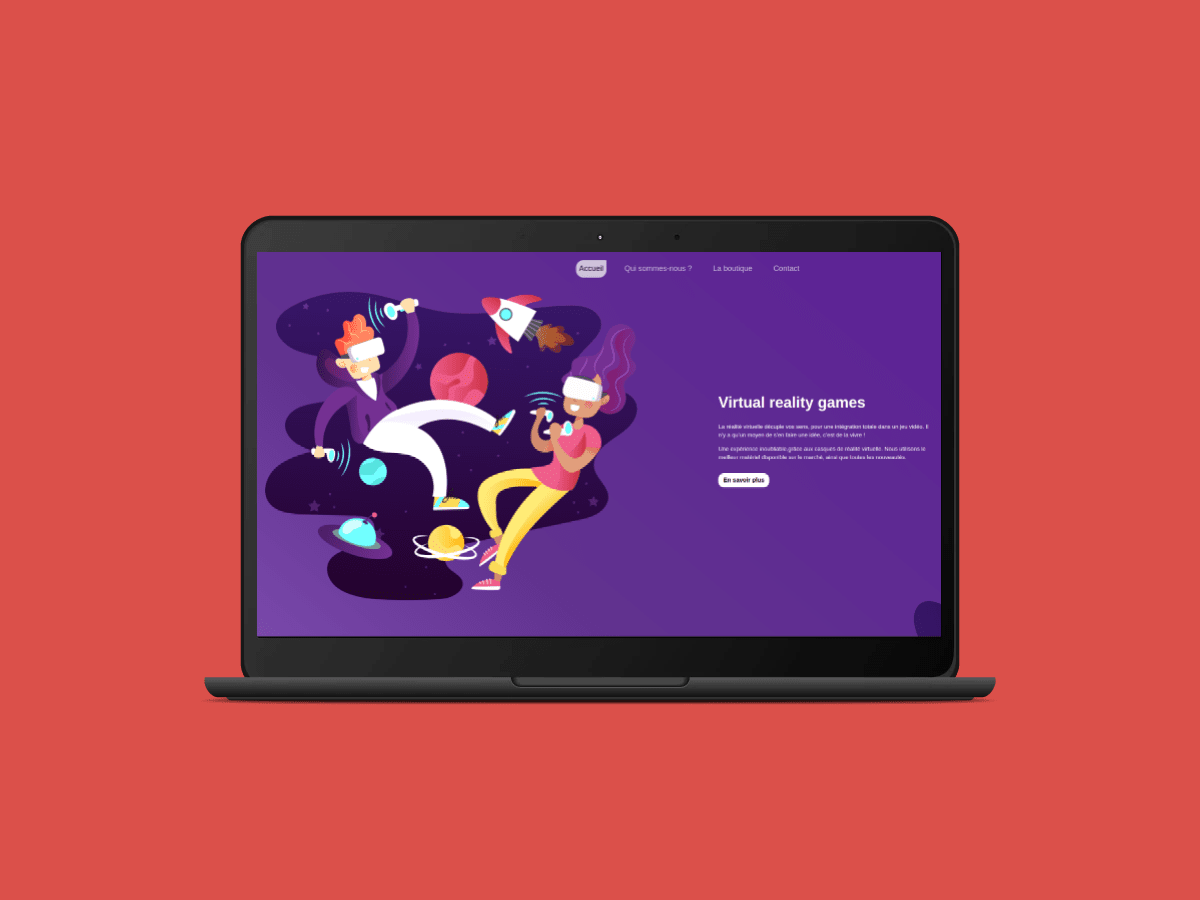 Accueil Qui sommes-nous ? La boutique Contact
Virtual reality games
La réalité virtuelle décuple vos sens, pour une intégration totale dans un jeu vidéo. Il
n'y a qu'un moyen de s'en faire une idée, c'est de la vivre !
Une expérience inoubliable grâce aux casques de réalité virtuelle. Nous utilisons le
meilleur matériel disponible sur le marché, ainsi que toutes les nouveautés.
En savoir plus